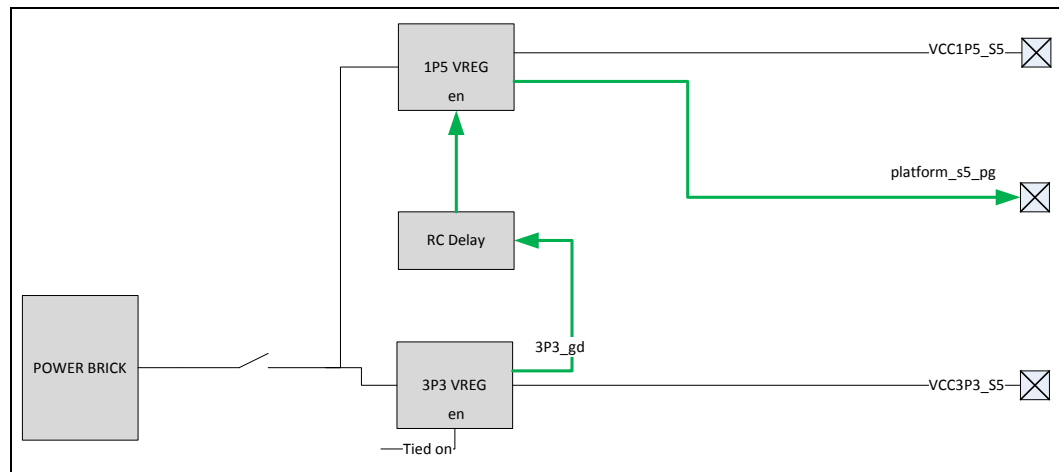 1P5 VREG
en
VCC1P5_S5
platform_s5_pg
RC Delay
3P3_gd
POWER BRICK
3P3 VREG
en
VCC3P3_S5
Tied on